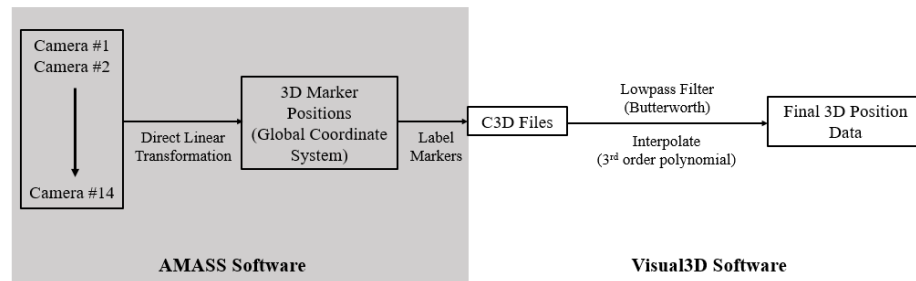 Camera #1
Camera #2
Camera #14
Direct Linear
Transformation
3D Marker
Positions
(Global Coordinate
System)
Label
Markers
C3D Files
Lowpass Filter
(Butterworth)
Interpolate
(3rd order polynomial)
Final 3D Position
Data
AMASS Software
Visual3D Software